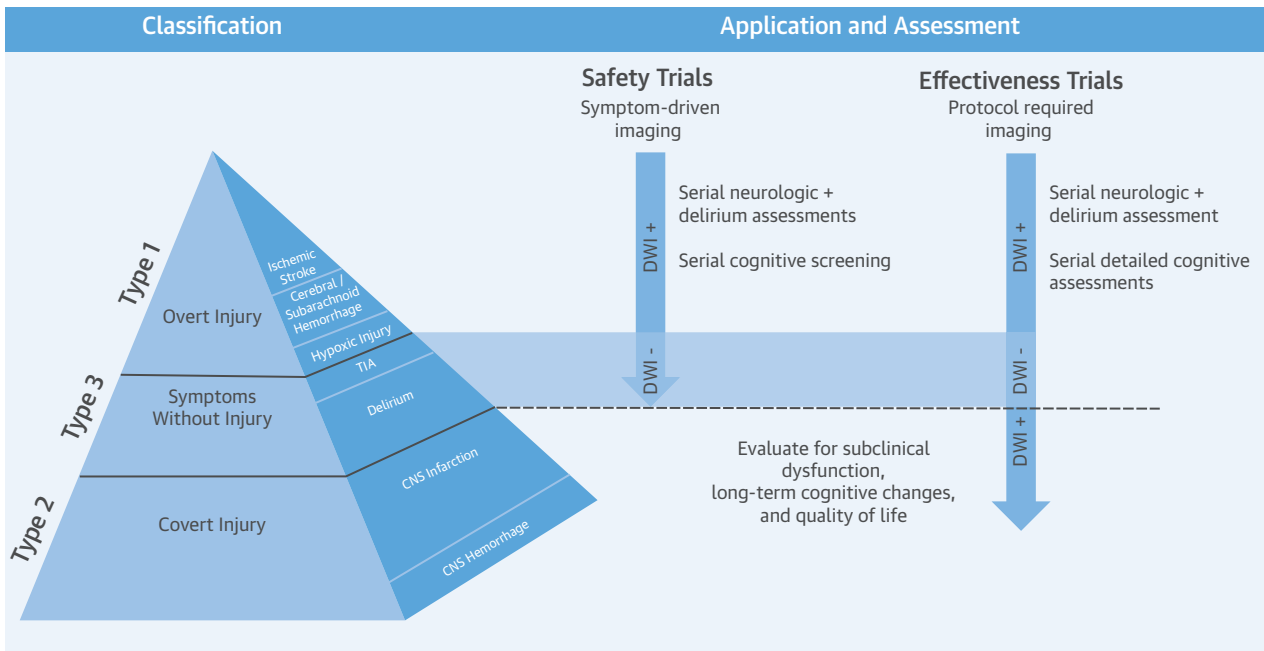 Classification
Application and Assessment
Safety Trials
Symptom-driven
imaging
Effectiveness Trials
Protocol required
imaging
Type 1
Overt Injury
Ischemic
Stroke
Cerebral /
Subarachnoid
Hemorrhage
Hypoxic Injury
Type 3
Symptoms
Without Injury
TIA
Delirium
Type 2
Covert Injury
CNS Infarction
CNS Hemorrhage
DWI +
Serial neurologic +
delirium assessments
Serial cognitive screening
DWI -
DWI +
Serial neurologic +
delirium assessment
Serial detailed cognitive
assessments
DWI -
DWI +
Evaluate for subclinical
dysfunction,
long-term cognitive changes,
and quality of life